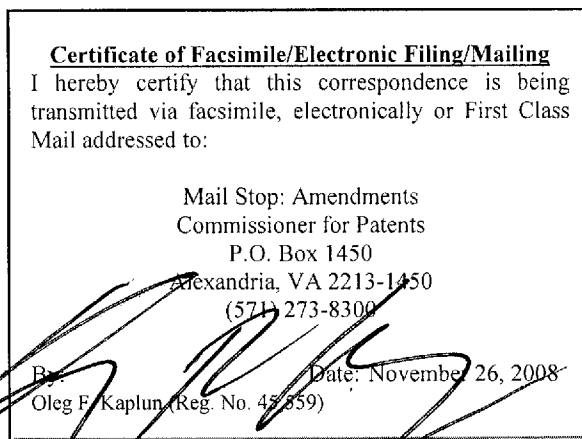 Certificate of Facsimile/Electronic Filing/Mailing
I hereby certify that this correspondence is being
transmitted via facsimile, electronically or First Class
Mail addressed to:
Mail Stop: Amendments
Commissioner for Patents
P.O. Box 1450
Alexandria, VA 2213-1450
(571) 273-8300
By: Date: November 26, 2008
Oleg F. Kaplun (Reg. No. 45,559)